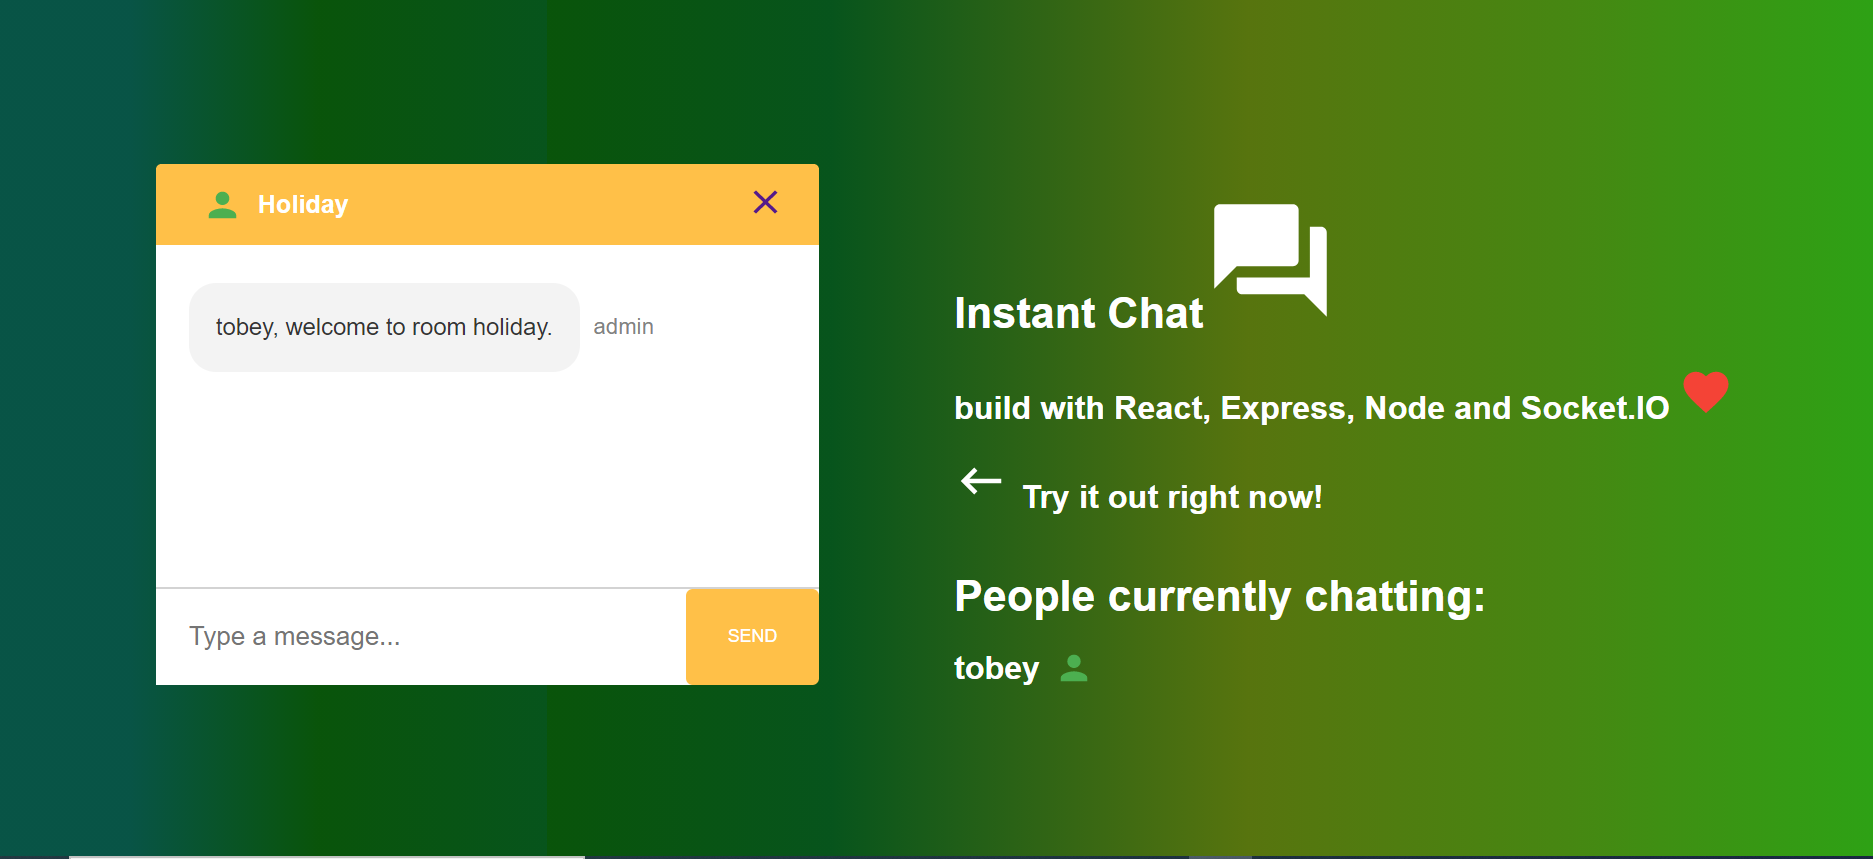 Holiday
tobey, welcome to room holiday.
admin
Type a message...
SEND
Instant Chat
build with React, Express, Node and Socket.IO
Try it out right now!
People currently chatting:
tobey